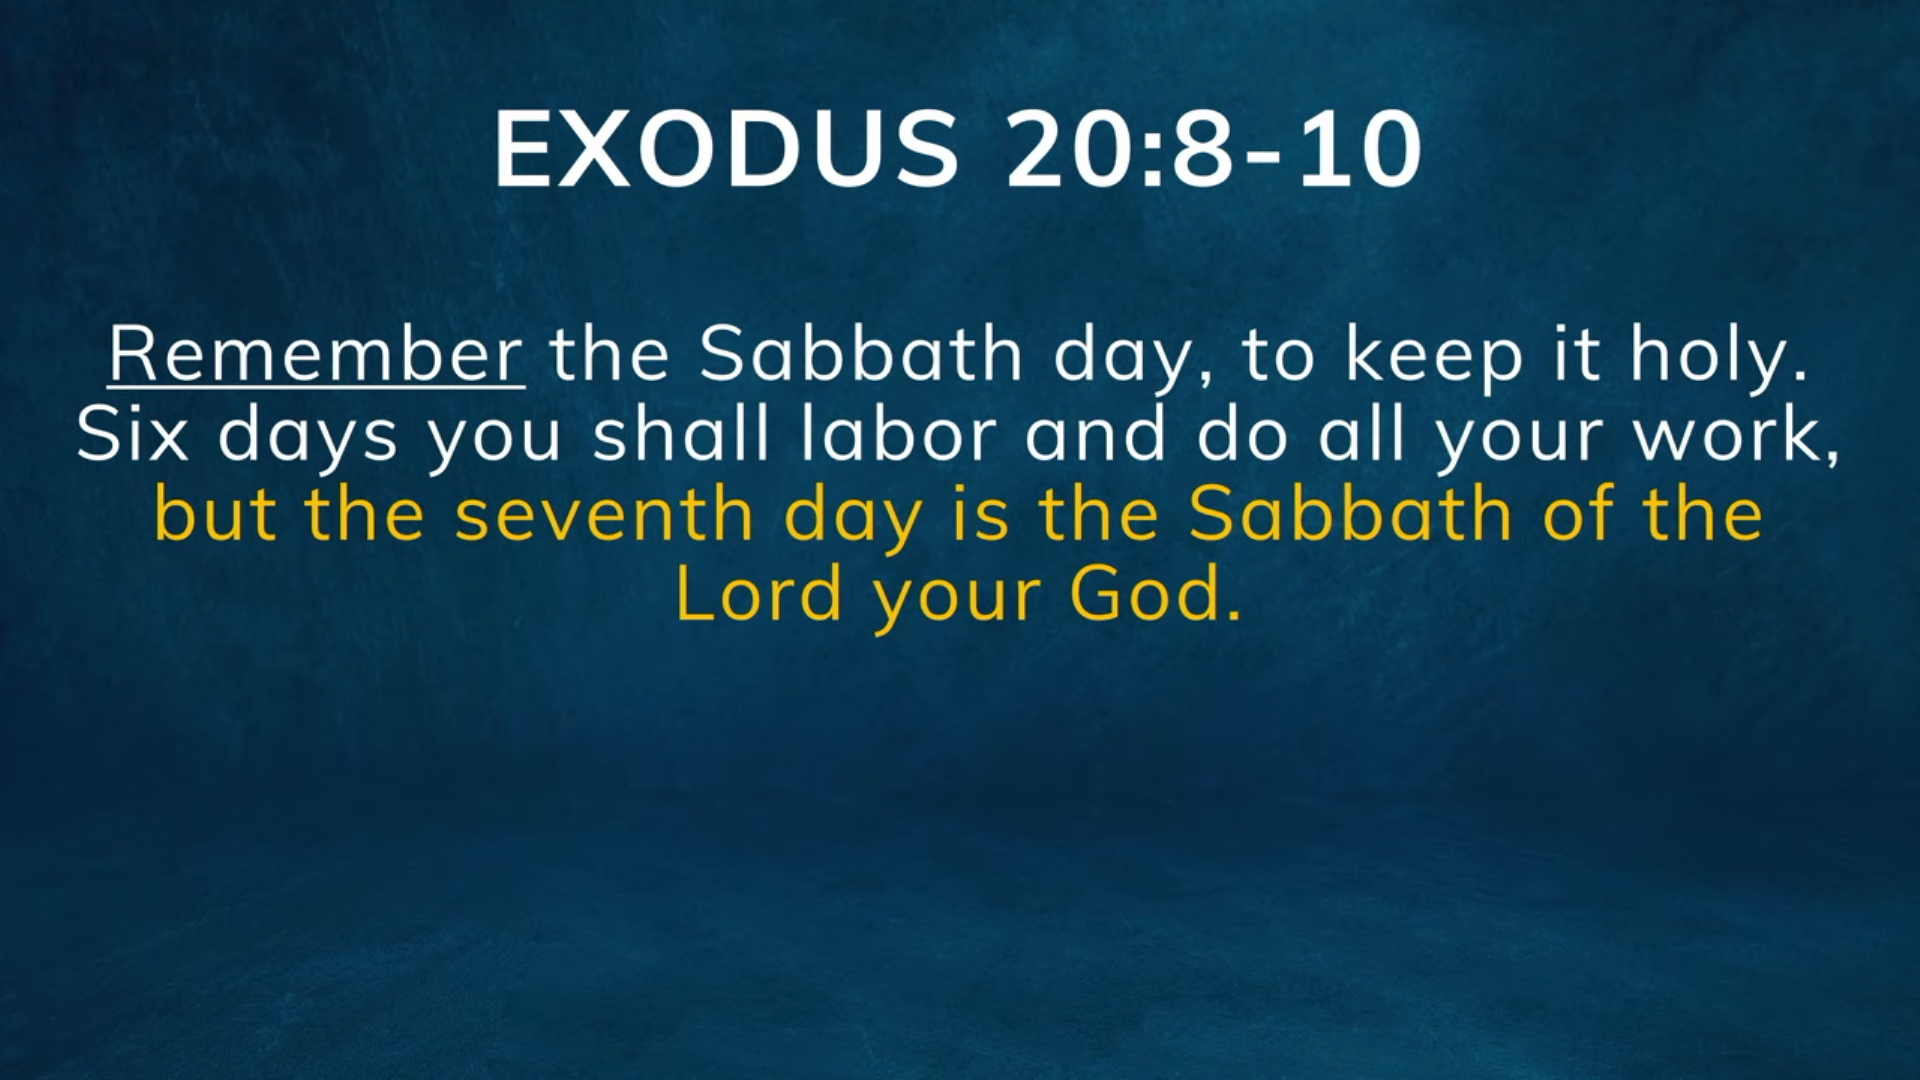 EXODUS 20:8-10
Remember the Sabbath day, to keep it holy.
Six days you shall labor and do all your work,
but the seventh day is the Sabbath of the
Lord your God.